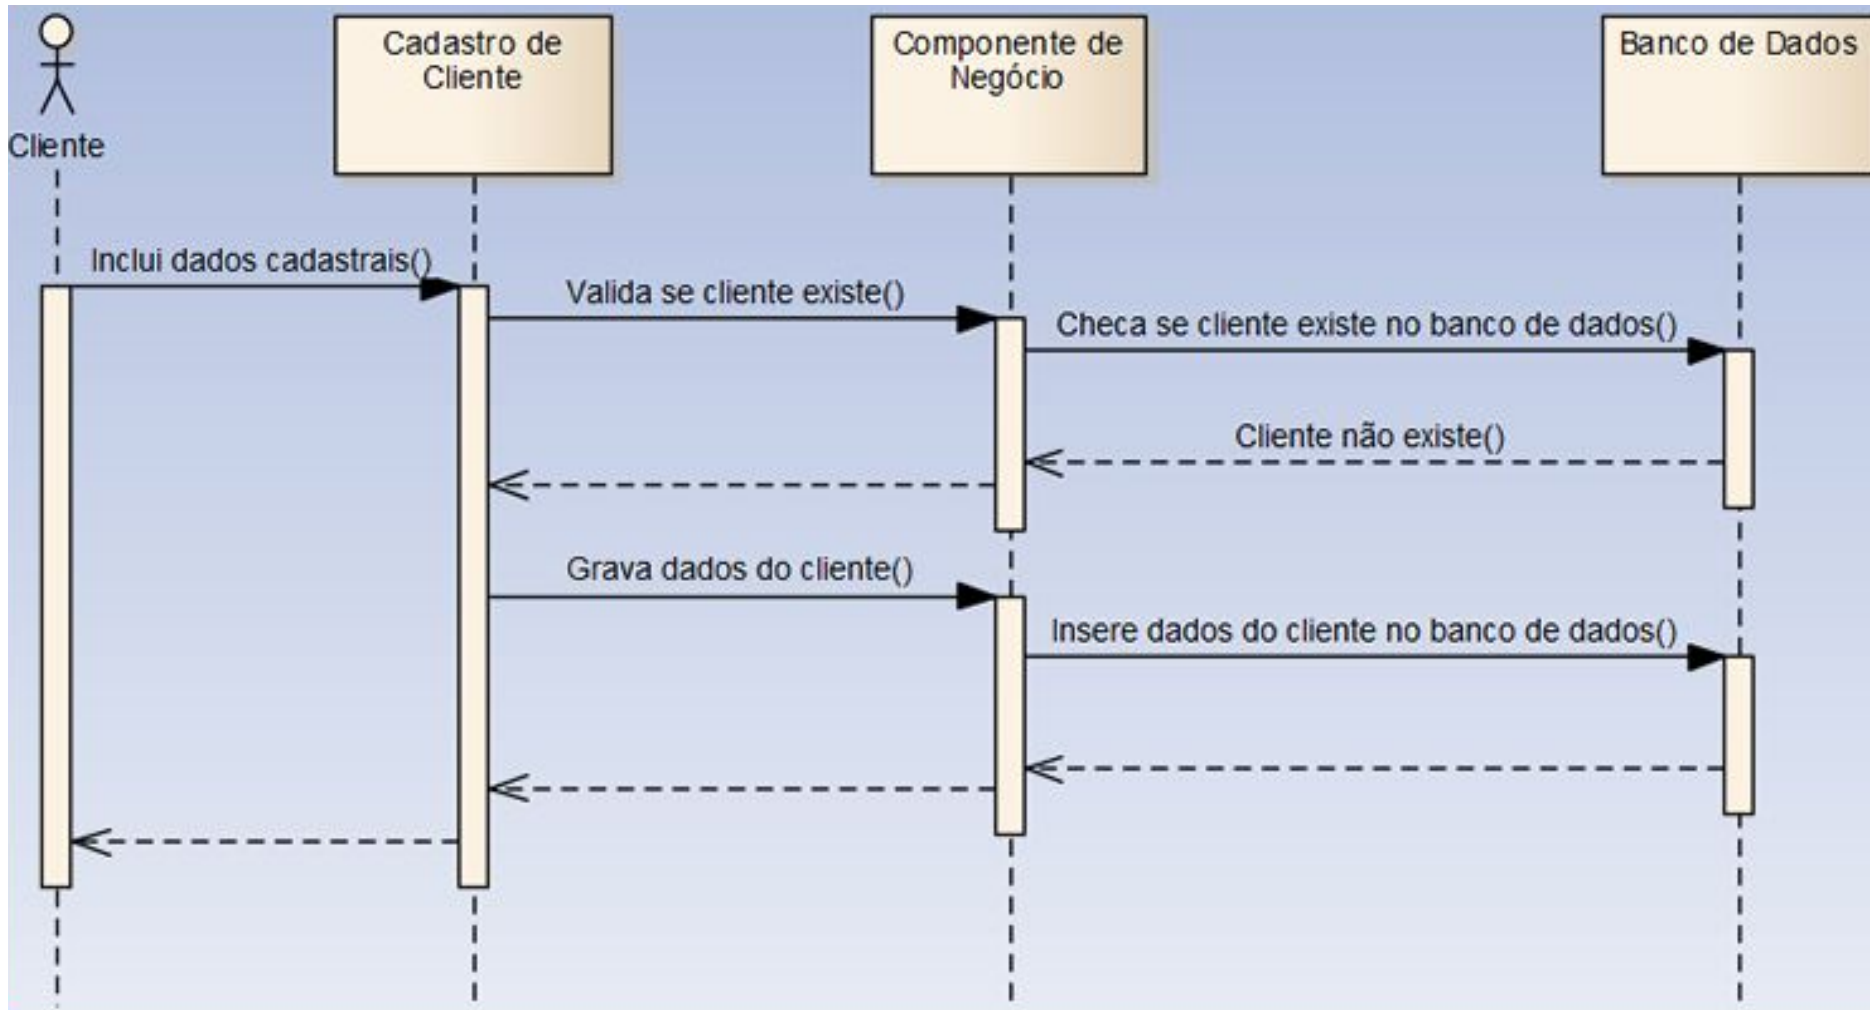 Cadastro de
Cliente
Componente de
Negócio
Banco de Dados
Cliente
Inclui dados cadastrais()
Valida se cliente existe()
Checa se cliente existe no banco de dados()
Cliente não existe()
Grava dados do cliente()
Insere dados do cliente no banco de dados()